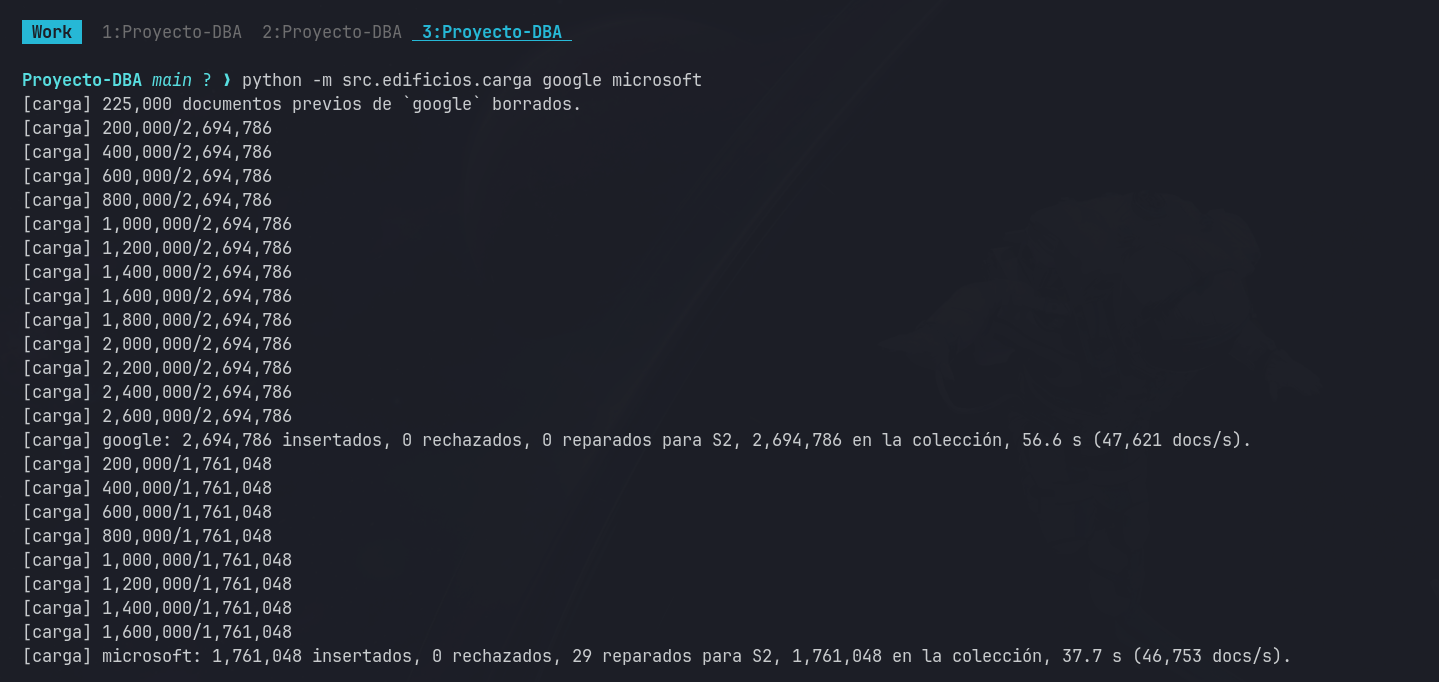 Work 1:Proyecto-DBA 2:Proyecto-DBA 3:Proyecto-DBA
Proyecto-DBA main ? ❱ python -m src.edificios.carga google microsoft
[carga] 225,000 documentos previos de `google` borrados.
[carga] 200,000/2,694,786
[carga] 400,000/2,694,786
[carga] 600,000/2,694,786
[carga] 800,000/2,694,786
[carga] 1,000,000/2,694,786
[carga] 1,200,000/2,694,786
[carga] 1,400,000/2,694,786
[carga] 1,600,000/2,694,786
[carga] 1,800,000/2,694,786
[carga] 2,000,000/2,694,786
[carga] 2,200,000/2,694,786
[carga] 2,400,000/2,694,786
[carga] 2,600,000/2,694,786
[carga] google: 2,694,786 insertados, 0 rechazados, 0 reparados para S2, 2,694,786 en la colección, 56.6 s (47,621 docs/s).
[carga] 200,000/1,761,048
[carga] 400,000/1,761,048
[carga] 600,000/1,761,048
[carga] 800,000/1,761,048
[carga] 1,000,000/1,761,048
[carga] 1,200,000/1,761,048
[carga] 1,400,000/1,761,048
[carga] 1,600,000/1,761,048
[carga] microsoft: 1,761,048 insertados, 0 rechazados, 29 reparados para S2, 1,761,048 en la colección, 37.7 s (46,753 docs/s).